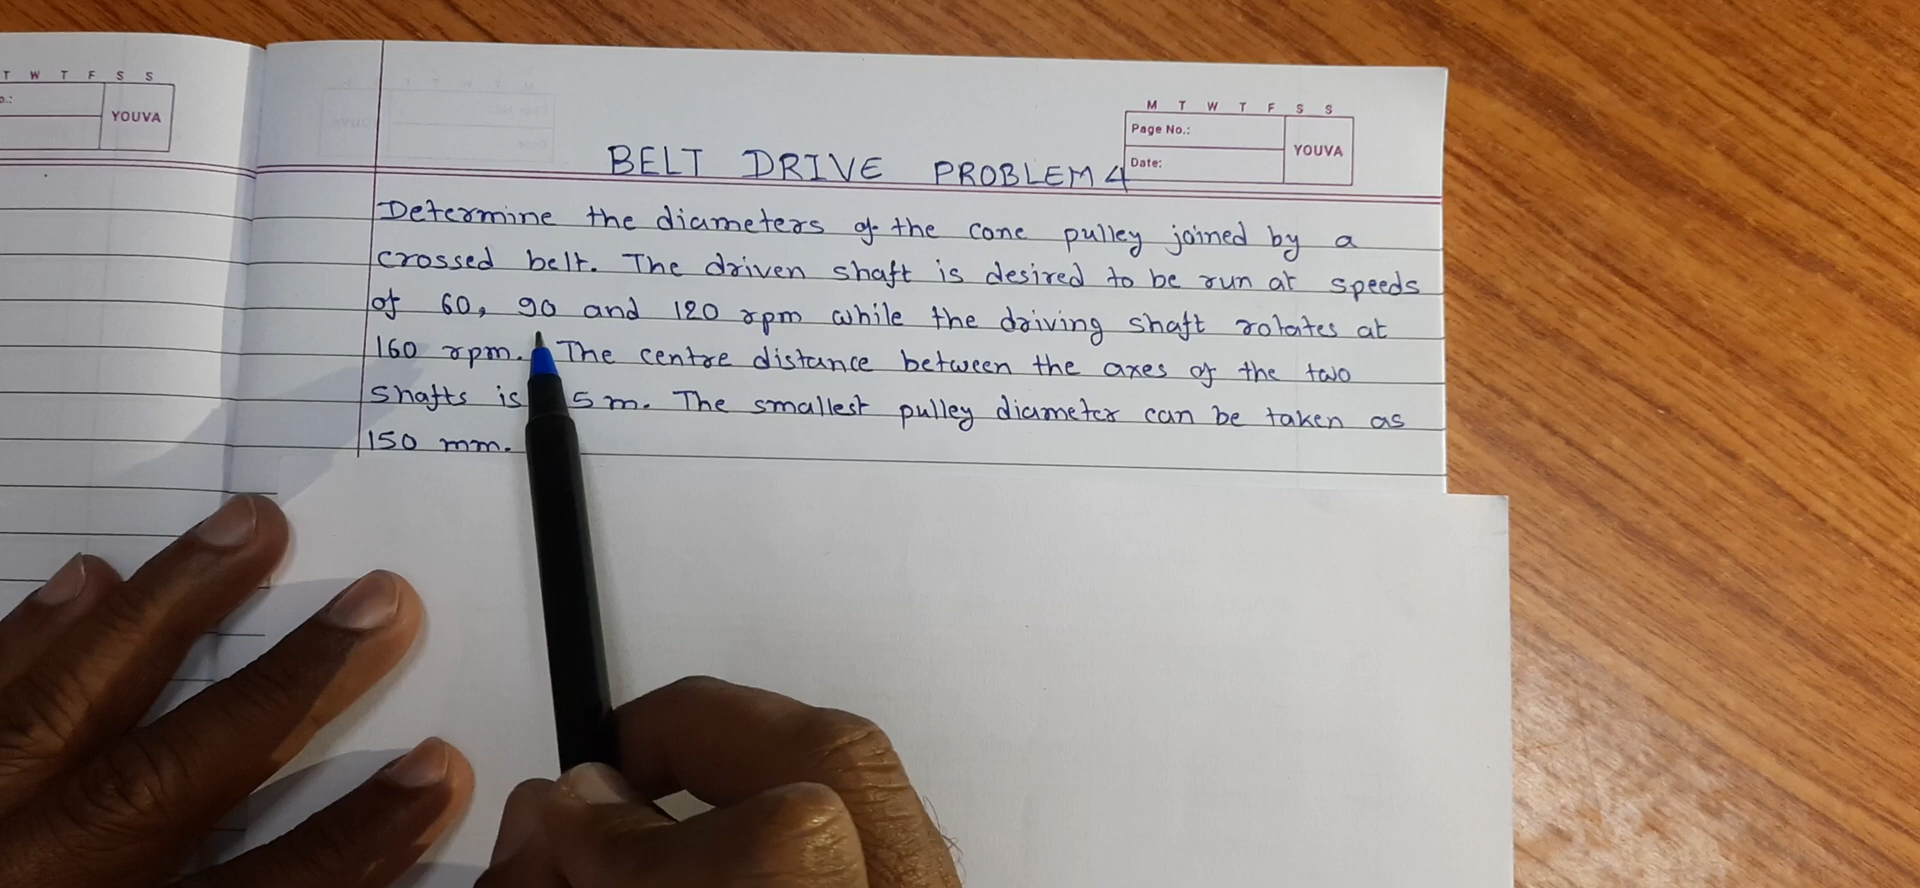 T W T F S S
o.:
YOUVA
M T W T F S S
Page No.:
YOUVA
Date:
BELT DRIVE PROBLEM 4
Determine the diameters of the cone pulley joined by a
crossed belt. The driven shaft is desired to be run at speeds
of 60, 90 and 120 rpm while the driving shaft rotates at
160 rpm. The centre distance between the axes of the two
shafts is 5 m. The smallest pulley diameter can be taken as
150 mm.